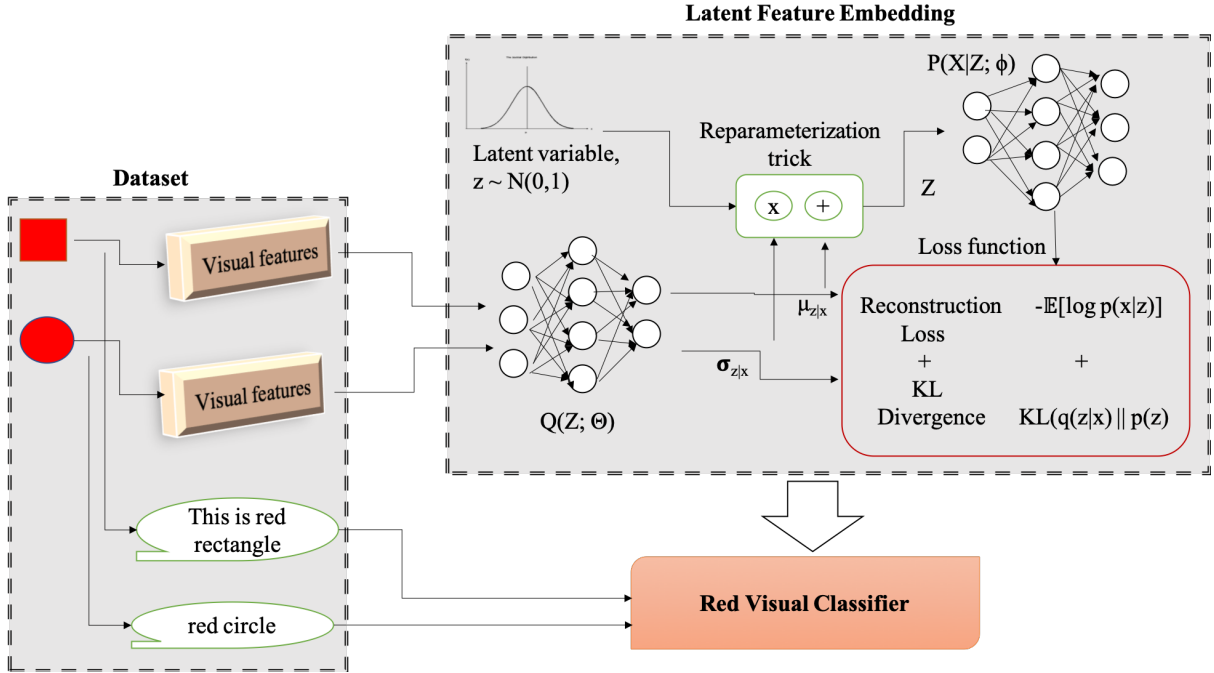 Latent Feature Embedding
P(X|Z; ϕ)
Reparameterization
trick
Latent variable,
z ~ N(0,1)
x
+
Z
Dataset
Visual features
Visual features
Loss function
μz|x
σz|x
Q(Z; Θ)
Reconstruction
Loss
+
KL
Divergence
-𝔼[log p(x|z)]
+
KL(q(z|x) || p(z)
This is red
rectangle
red circle
Red Visual Classifier